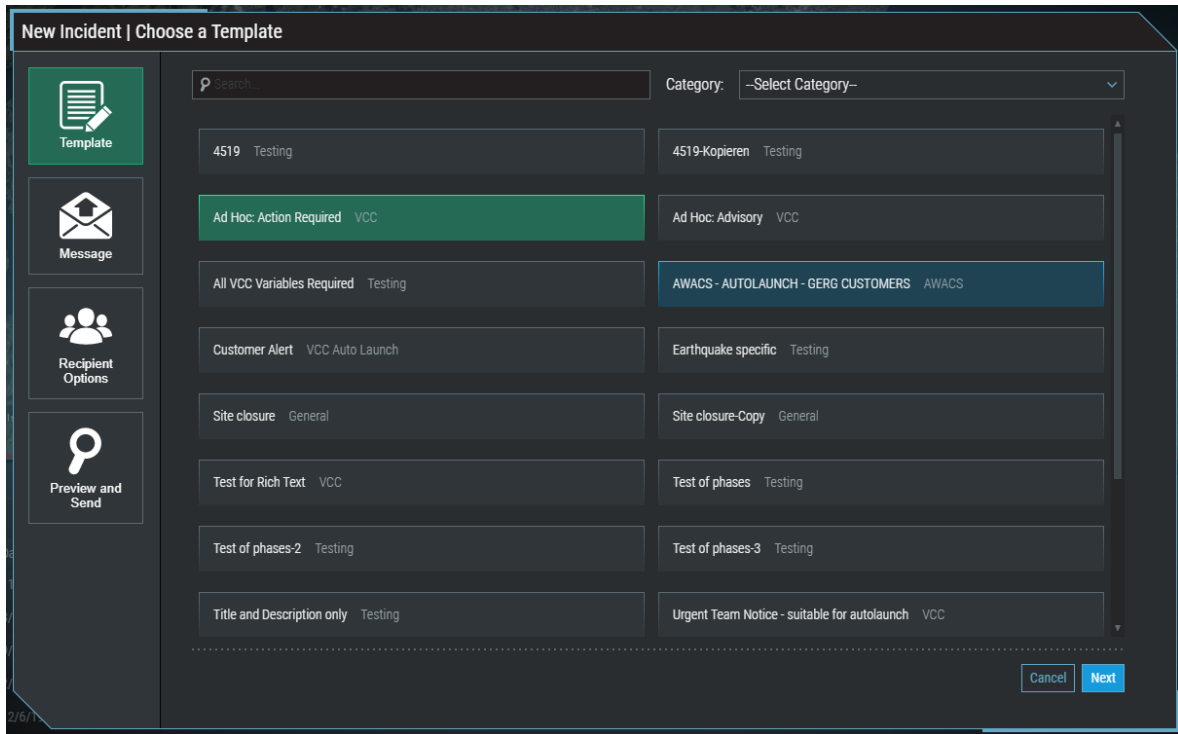 New Incident | Choose a Template
Template
Message
Recipient
Options
Preview and
Send
Search...
Category: --Select Category--
4519 Testing
4519-Kopieren Testing
Ad Hoc: Action Required VCC
Ad Hoc: Advisory VCC
All VCC Variables Required Testing
AWACS - AUTOLAUNCH - GERG CUSTOMERS AWACS
Customer Alert VCC Auto Launch
Earthquake specific Testing
Site closure General
Site closure-Copy General
Test for Rich Text VCC
Test of phases Testing
Test of phases-2 Testing
Test of phases-3 Testing
Title and Description only Testing
Urgent Team Notice - suitable for autolaunch VCC
Cancel Next